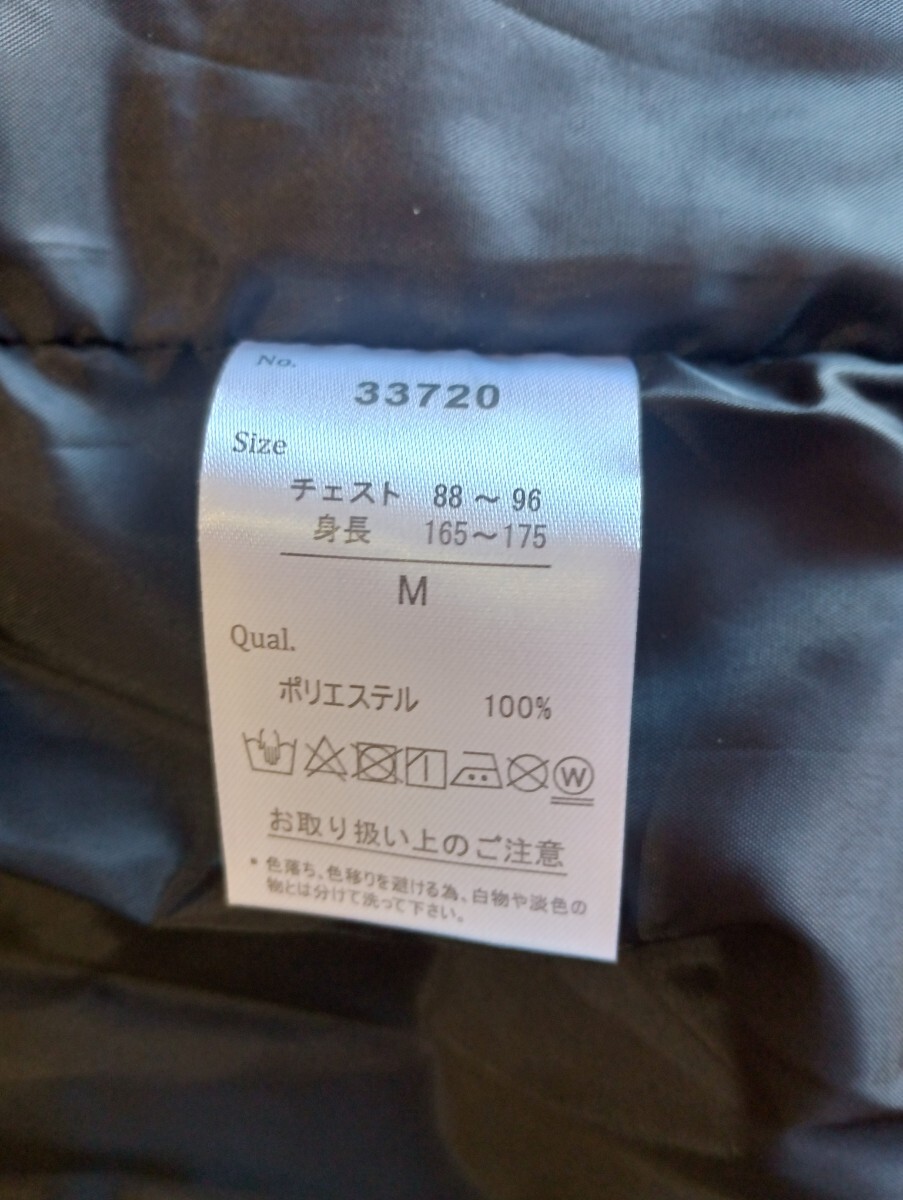 No.
33720
Size
チェスト 88～96
身長 165～175
M
Qual.
ポリエステル 100%
W
お取り扱い上のご注意
* 色落ち、色移りを避ける為、白物や淡色の
物とは分けて洗って下さい。